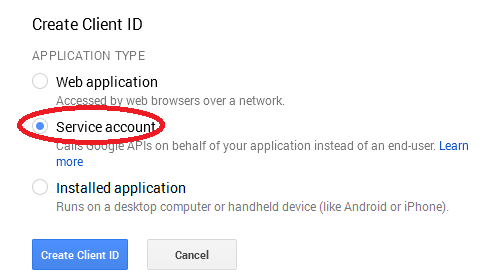 Create Client ID
APPLICATION TYPE
Web application
Accessed by web browsers over a network.
Service account
Calls Google APIs on behalf of your application instead of an end-user. Learn
more
Installed application
Runs on a desktop computer or handheld device (like Android or iPhone).
Create Client ID
Cancel